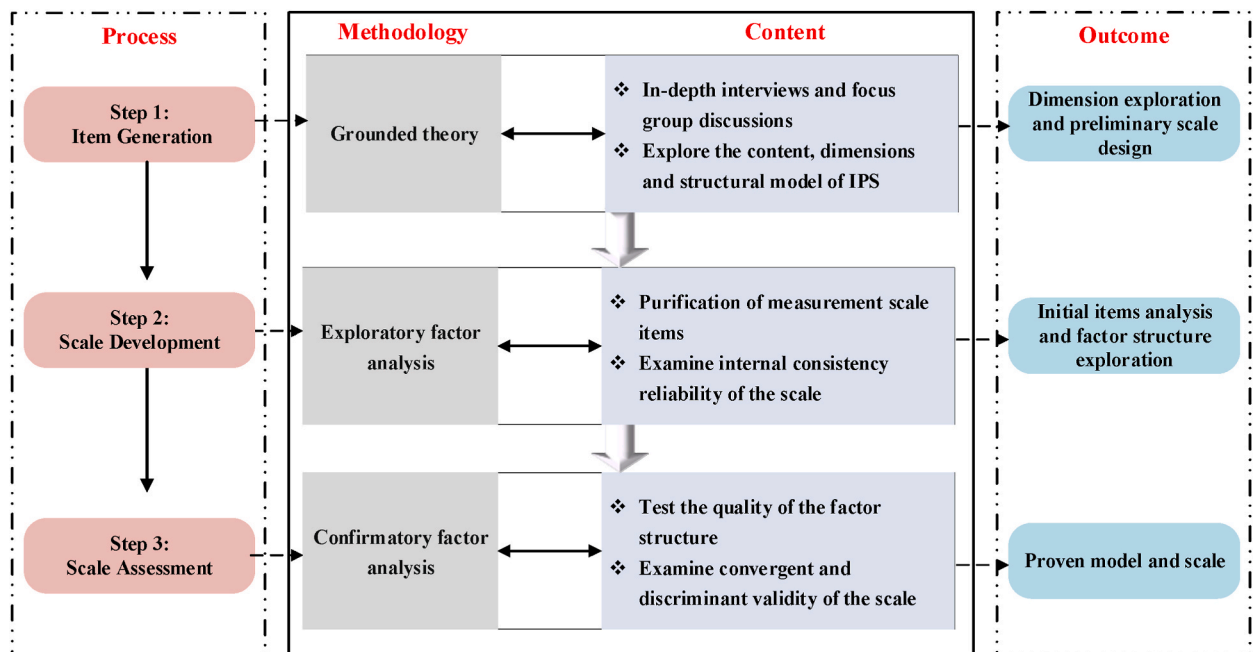 Process
Methodology
Content
Outcome
Step 1:
Item Generation
Grounded theory
❖ In-depth interviews and focus
group discussions
❖ Explore the content, dimensions
and structural model of IPS
Dimension exploration
and preliminary scale
design
Step 2:
Scale Development
Exploratory factor
analysis
❖ Purification of measurement scale
items
❖ Examine internal consistency
reliability of the scale
Initial items analysis
and factor structure
exploration
Step 3:
Scale Assessment
Confirmatory factor
analysis
❖ Test the quality of the factor
structure
❖ Examine convergent and
discriminant validity of the scale
Proven model and scale